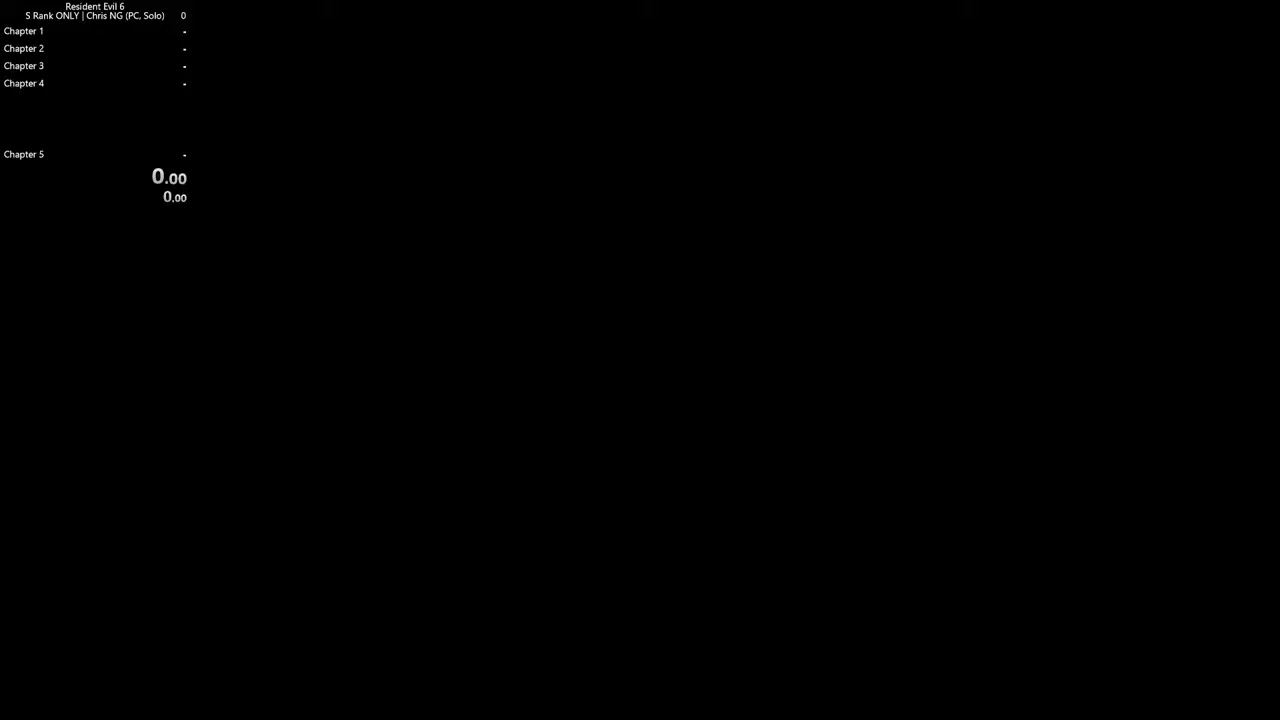 Resident Evil 6
S Rank ONLY | Chris NG (PC, Solo) 0
Chapter 1 -
Chapter 2 -
Chapter 3 -
Chapter 4 -
Chapter 5 -
0.00
0.00